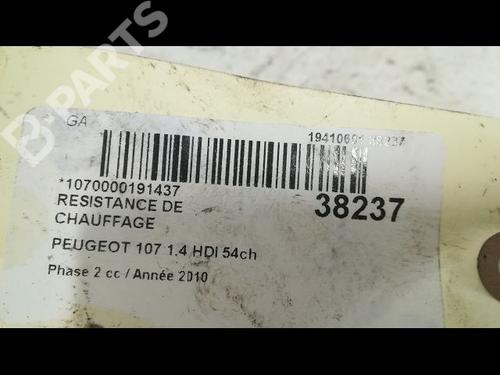 B-PARTS
GA
*1070000191437
RESISTANCE DE
CHAUFFAGE
38237
PEUGEOT 107 1.4 HDI 54ch
Phase 2 cc / Année 2010